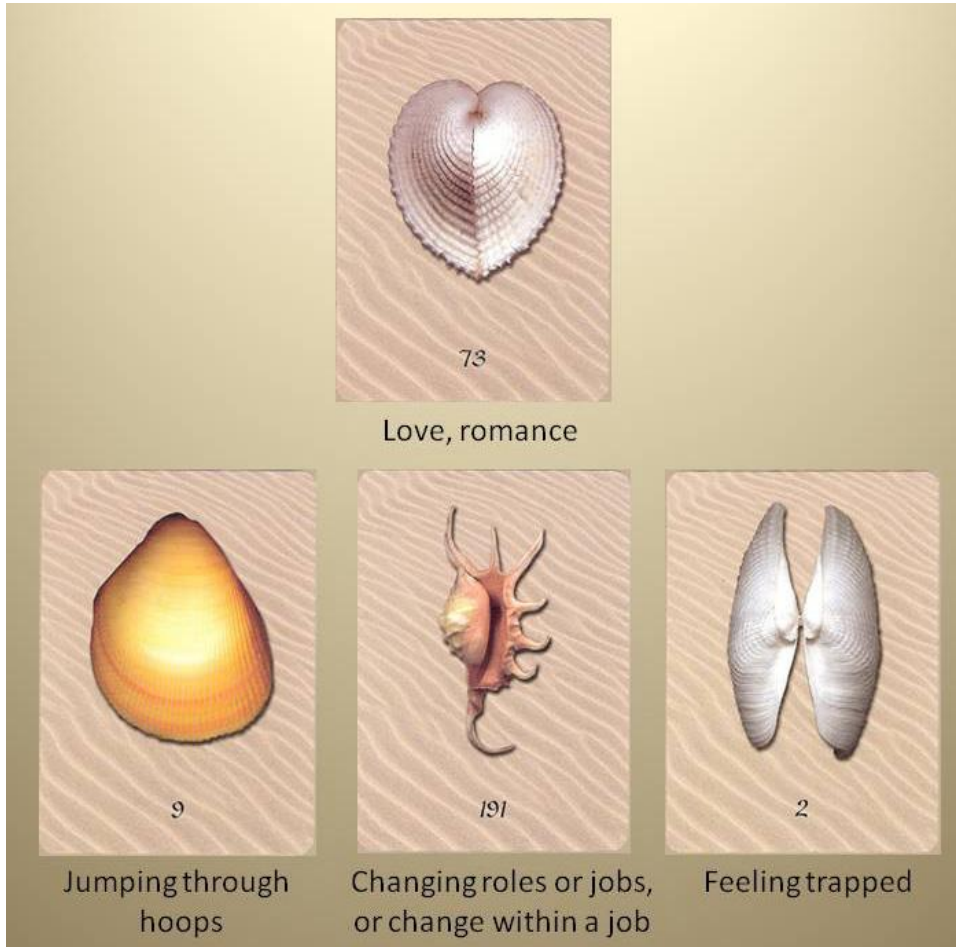 73
Love, romance
9
191
2
Jumping through
hoops
Changing roles or jobs,
or change within a job
Feeling trapped